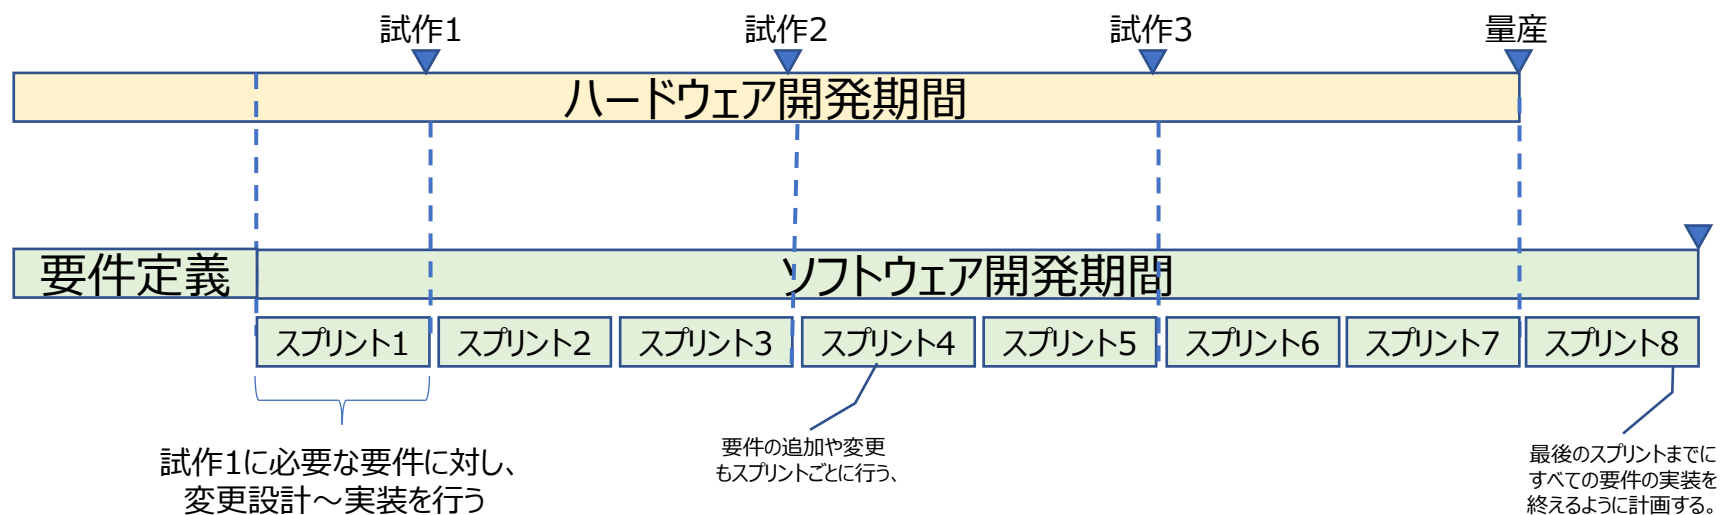 試作1
試作2
試作3
量産
ハードウェア開発期間
要件定義
ソフトウェア開発期間
スプリント1
スプリント2
スプリント3
スプリント4
スプリント5
スプリント6
スプリント7
スプリント8
試作1に必要な要件に対し、
変更設計～実装を行う
要件の追加や変更
もスプリントごとに行う、
最後のスプリントまでに
すべての要件の実装を
終えるように計画する。